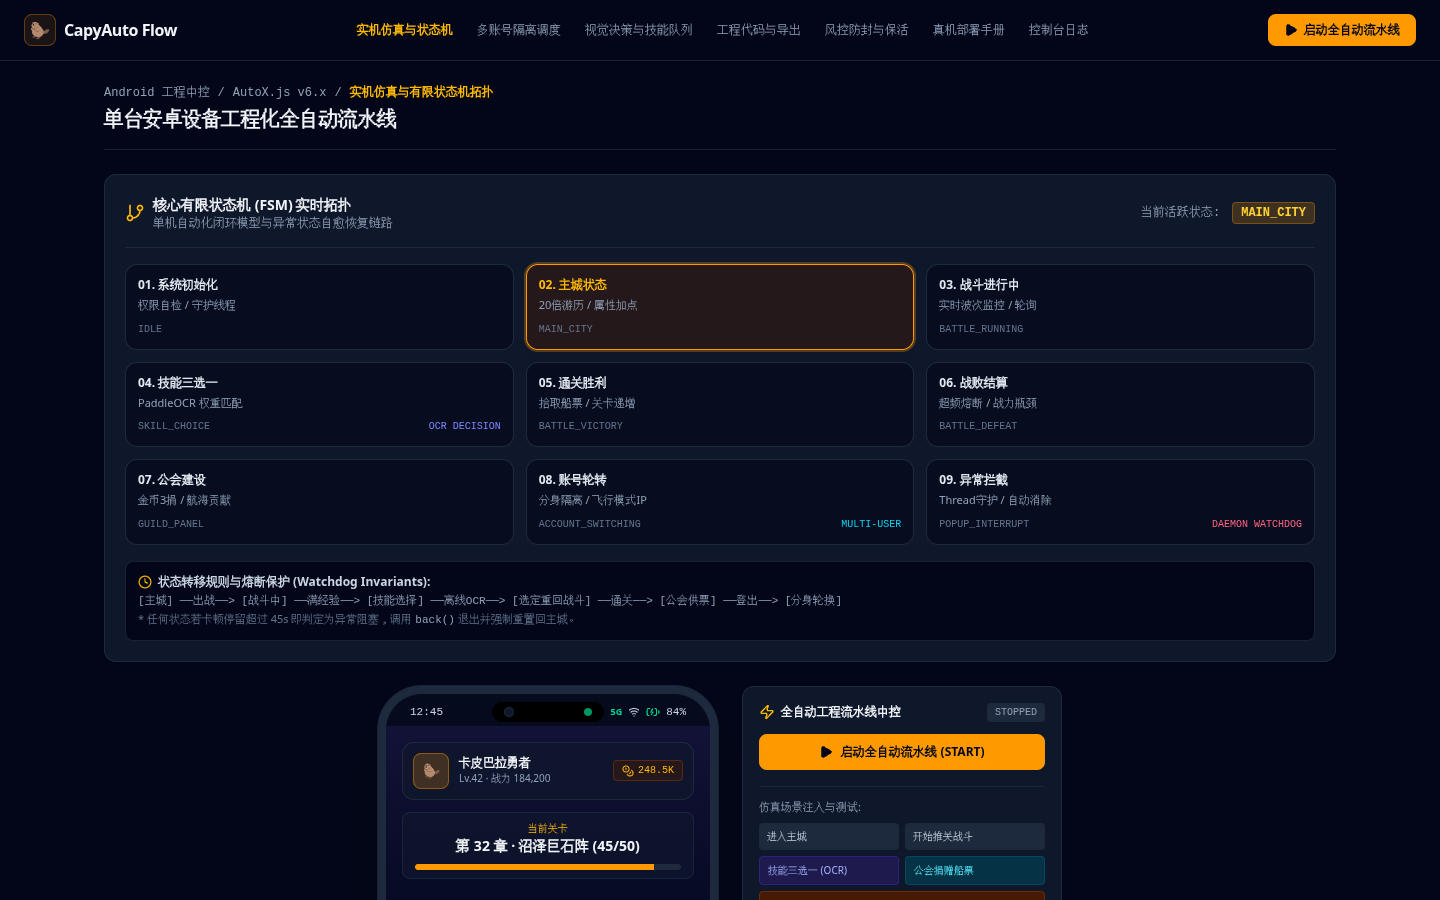 CapyAuto Flow
实机仿真与状态机
多账号隔离调度
视觉决策与技能队列
工程代码与导出
风控防封与保活
真机部署手册
控制台日志
启动全自动流水线
Android 工程中控 / AutoX.js v6.x / 实机仿真与有限状态机拓扑
单台安卓设备工程化全自动流水线
核心有限状态机 (FSM) 实时拓扑
单机自动化闭环模型与异常状态自愈恢复链路
当前活跃状态: MAIN_CITY
01. 系统初始化
权限自检 / 守护线程
IDLE
02. 主城状态
20倍游历 / 属性加点
MAIN_CITY
03. 战斗进行中
实时波次监控 / 轮询
BATTLE_RUNNING
04. 技能三选一
PaddleOCR 权重匹配
SKILL_CHOICE
OCR DECISION
05. 通关胜利
拾取船票 / 关卡递增
BATTLE_VICTORY
06. 战败结算
超频熔断 / 战力瓶颈
BATTLE_DEFEAT
07. 公会建设
金币3捐 / 航海贡献
GUILD_PANEL
08. 账号轮转
分身隔离 / 飞行模式IP
ACCOUNT_SWITCHING
MULTI-USER
09. 异常拦截
Thread守护 / 自动消除
POPUP_INTERRUPT
DAEMON WATCHDOG
状态转移规则与熔断保护 (Watchdog Invariants):
[主城] ──出战──> [战斗中] ──满经验──> [技能选择] ──离线OCR──> [选定重回战斗] ──通关──> [公会供票] ──登出──> [分身轮换]
* 任何状态若卡顿停留超过 45s 即判定为异常阻塞，调用 back() 退出并强制重置回主城。
12:45
5G
84%
卡皮巴拉勇者
Lv.42 · 战力 184,200
248.5K
当前关卡
第 32 章 · 沼泽巨石阵 (45/50)
全自动工程流水线中控
STOPPED
启动全自动流水线 (START)
仿真场景注入与测试:
进入主城
开始推关战斗
技能三选一 (OCR)
公会捐赠船票